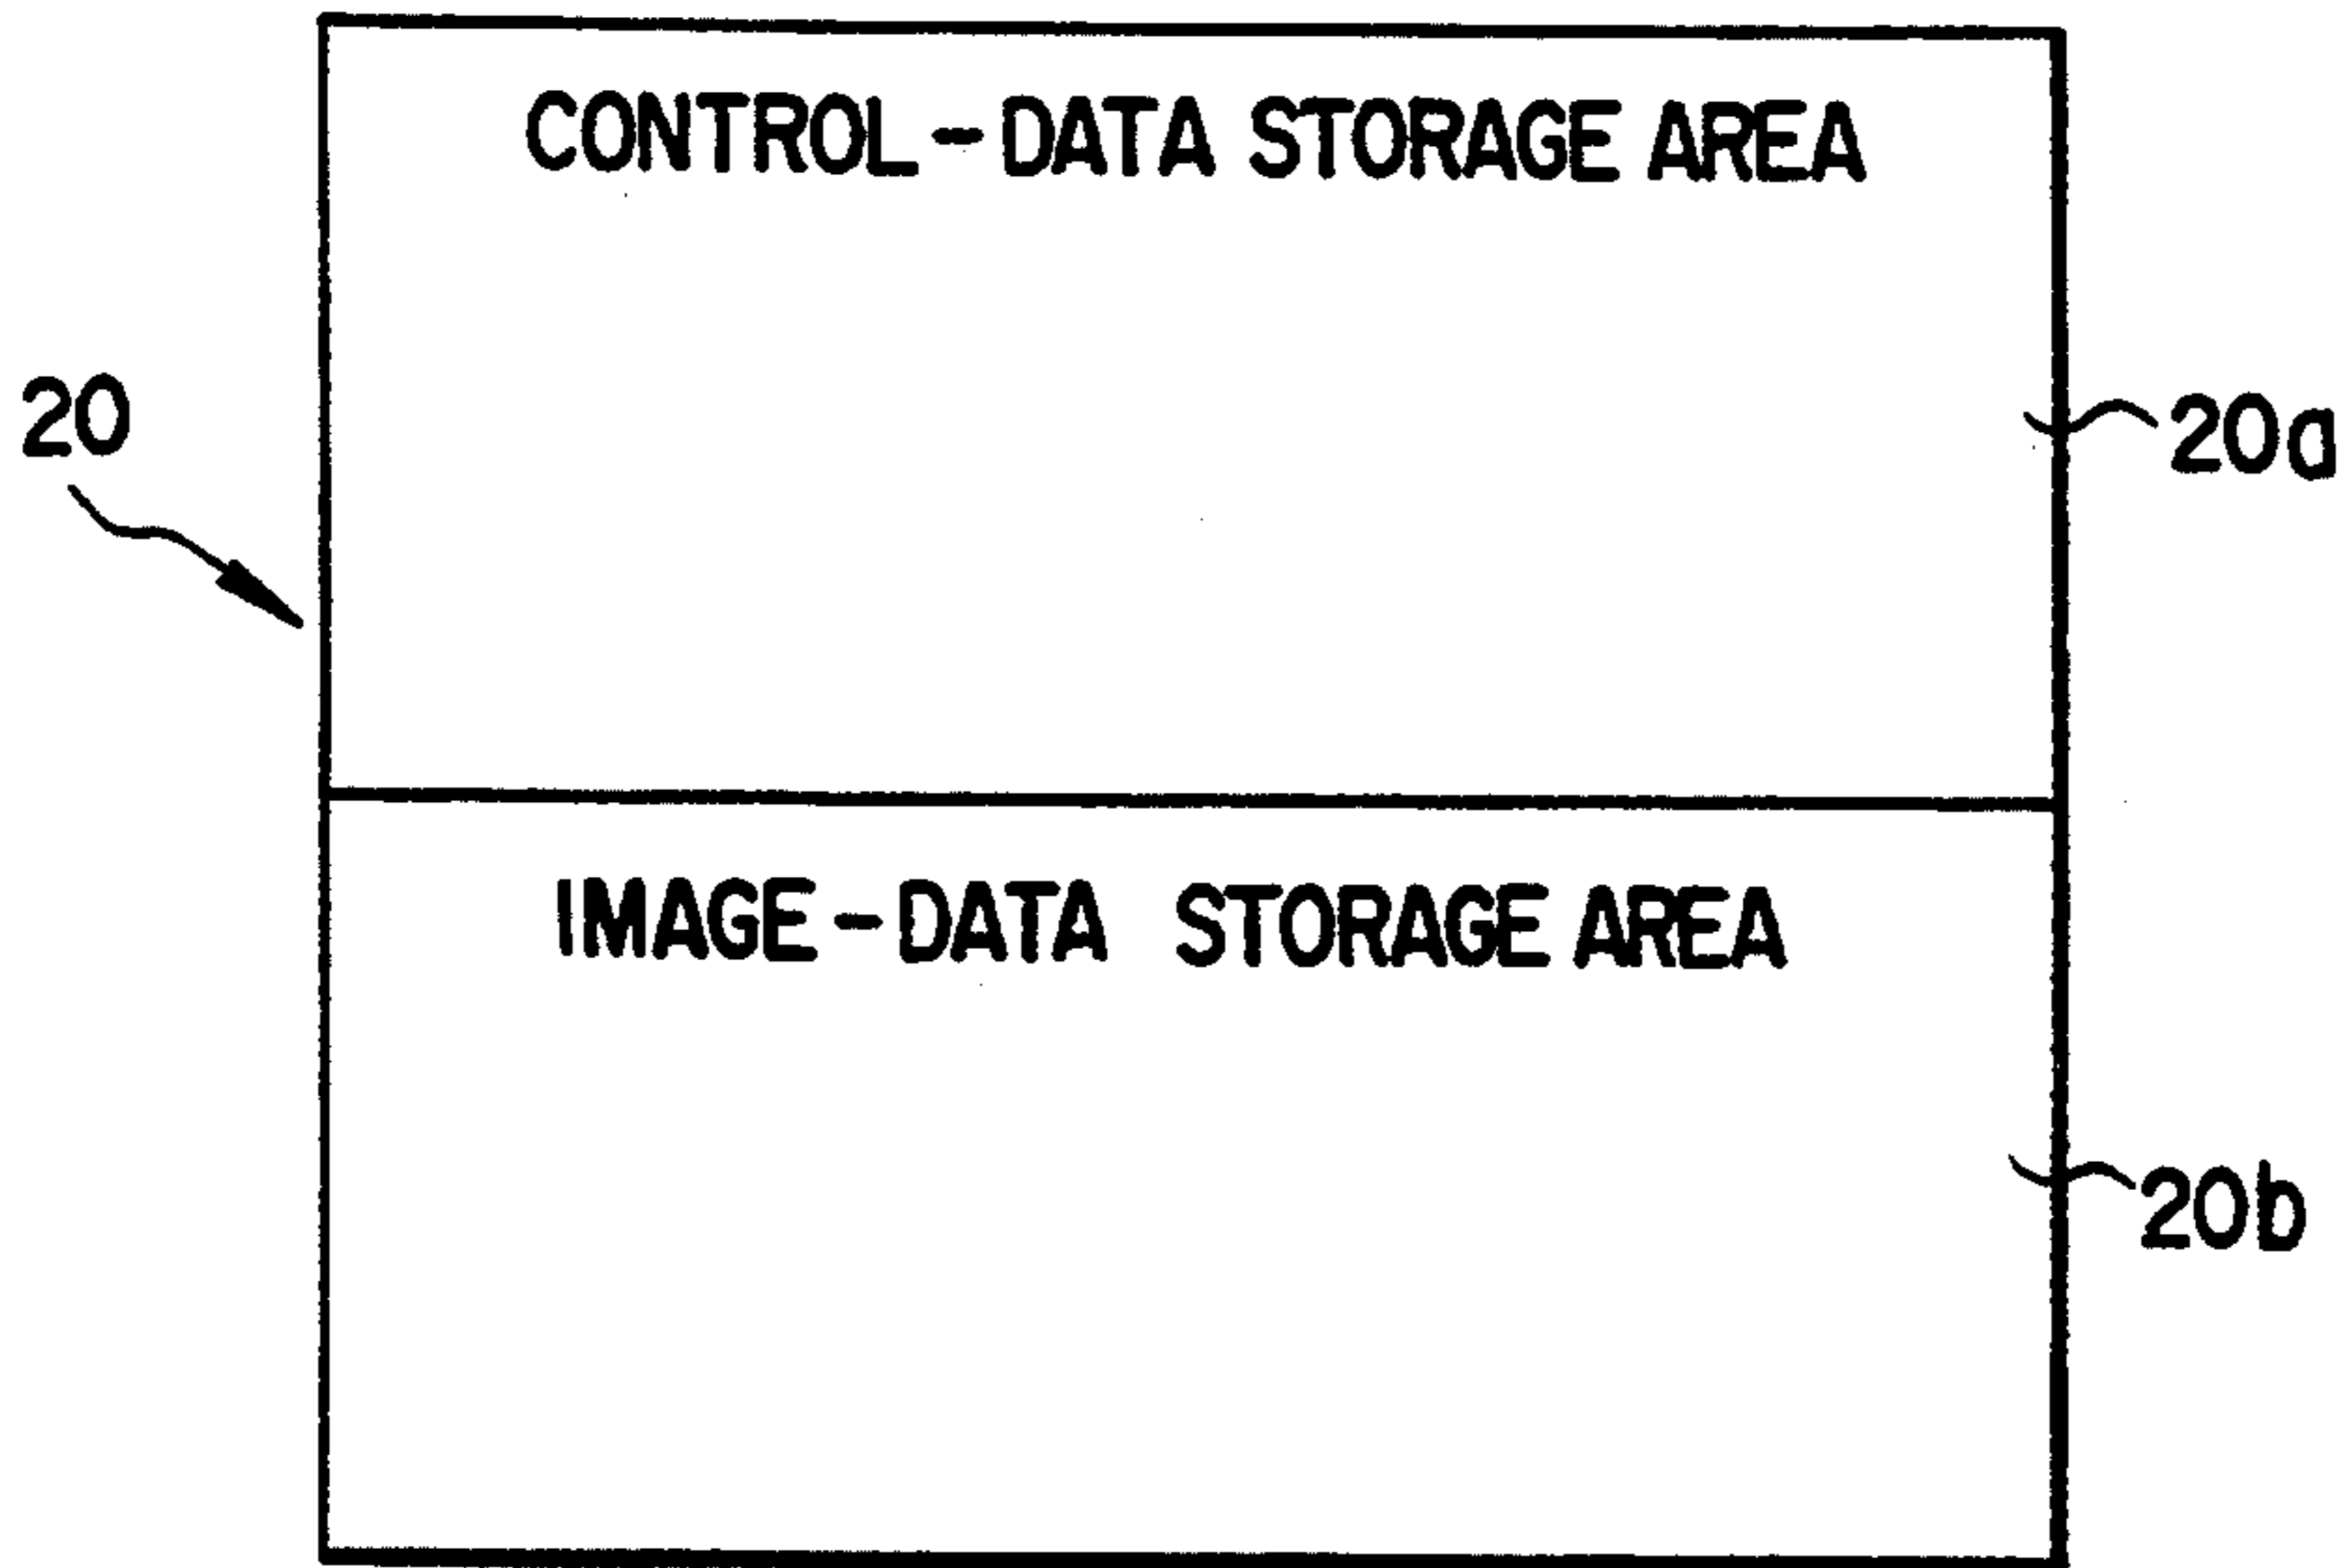 CONTROL-DATA STORAGE AREA
20
20a
IMAGE-DATA STORAGE AREA
20b